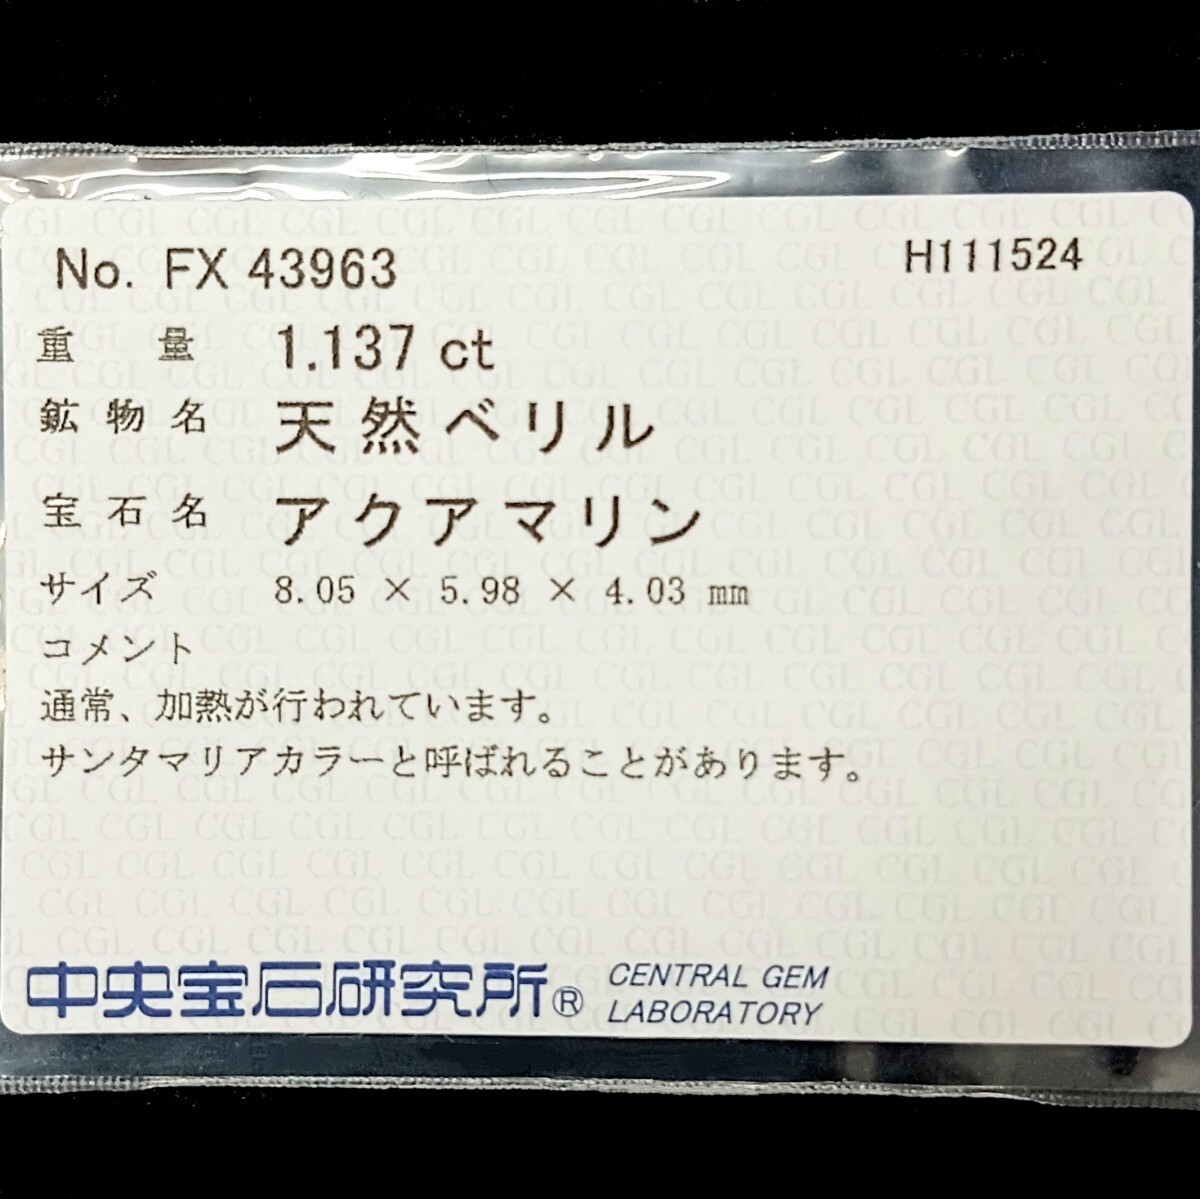 No. FX 43963 H111524
重量 1.137 ct
鉱物名 天然ベリル
宝石名 アクアマリン
サイズ 8.05 × 5.98 × 4.03 mm
コメント
通常、加熱が行われています。
サンタマリアカラーと呼ばれることがあります。
中央宝石研究所® CENTRAL GEM
LABORATORY